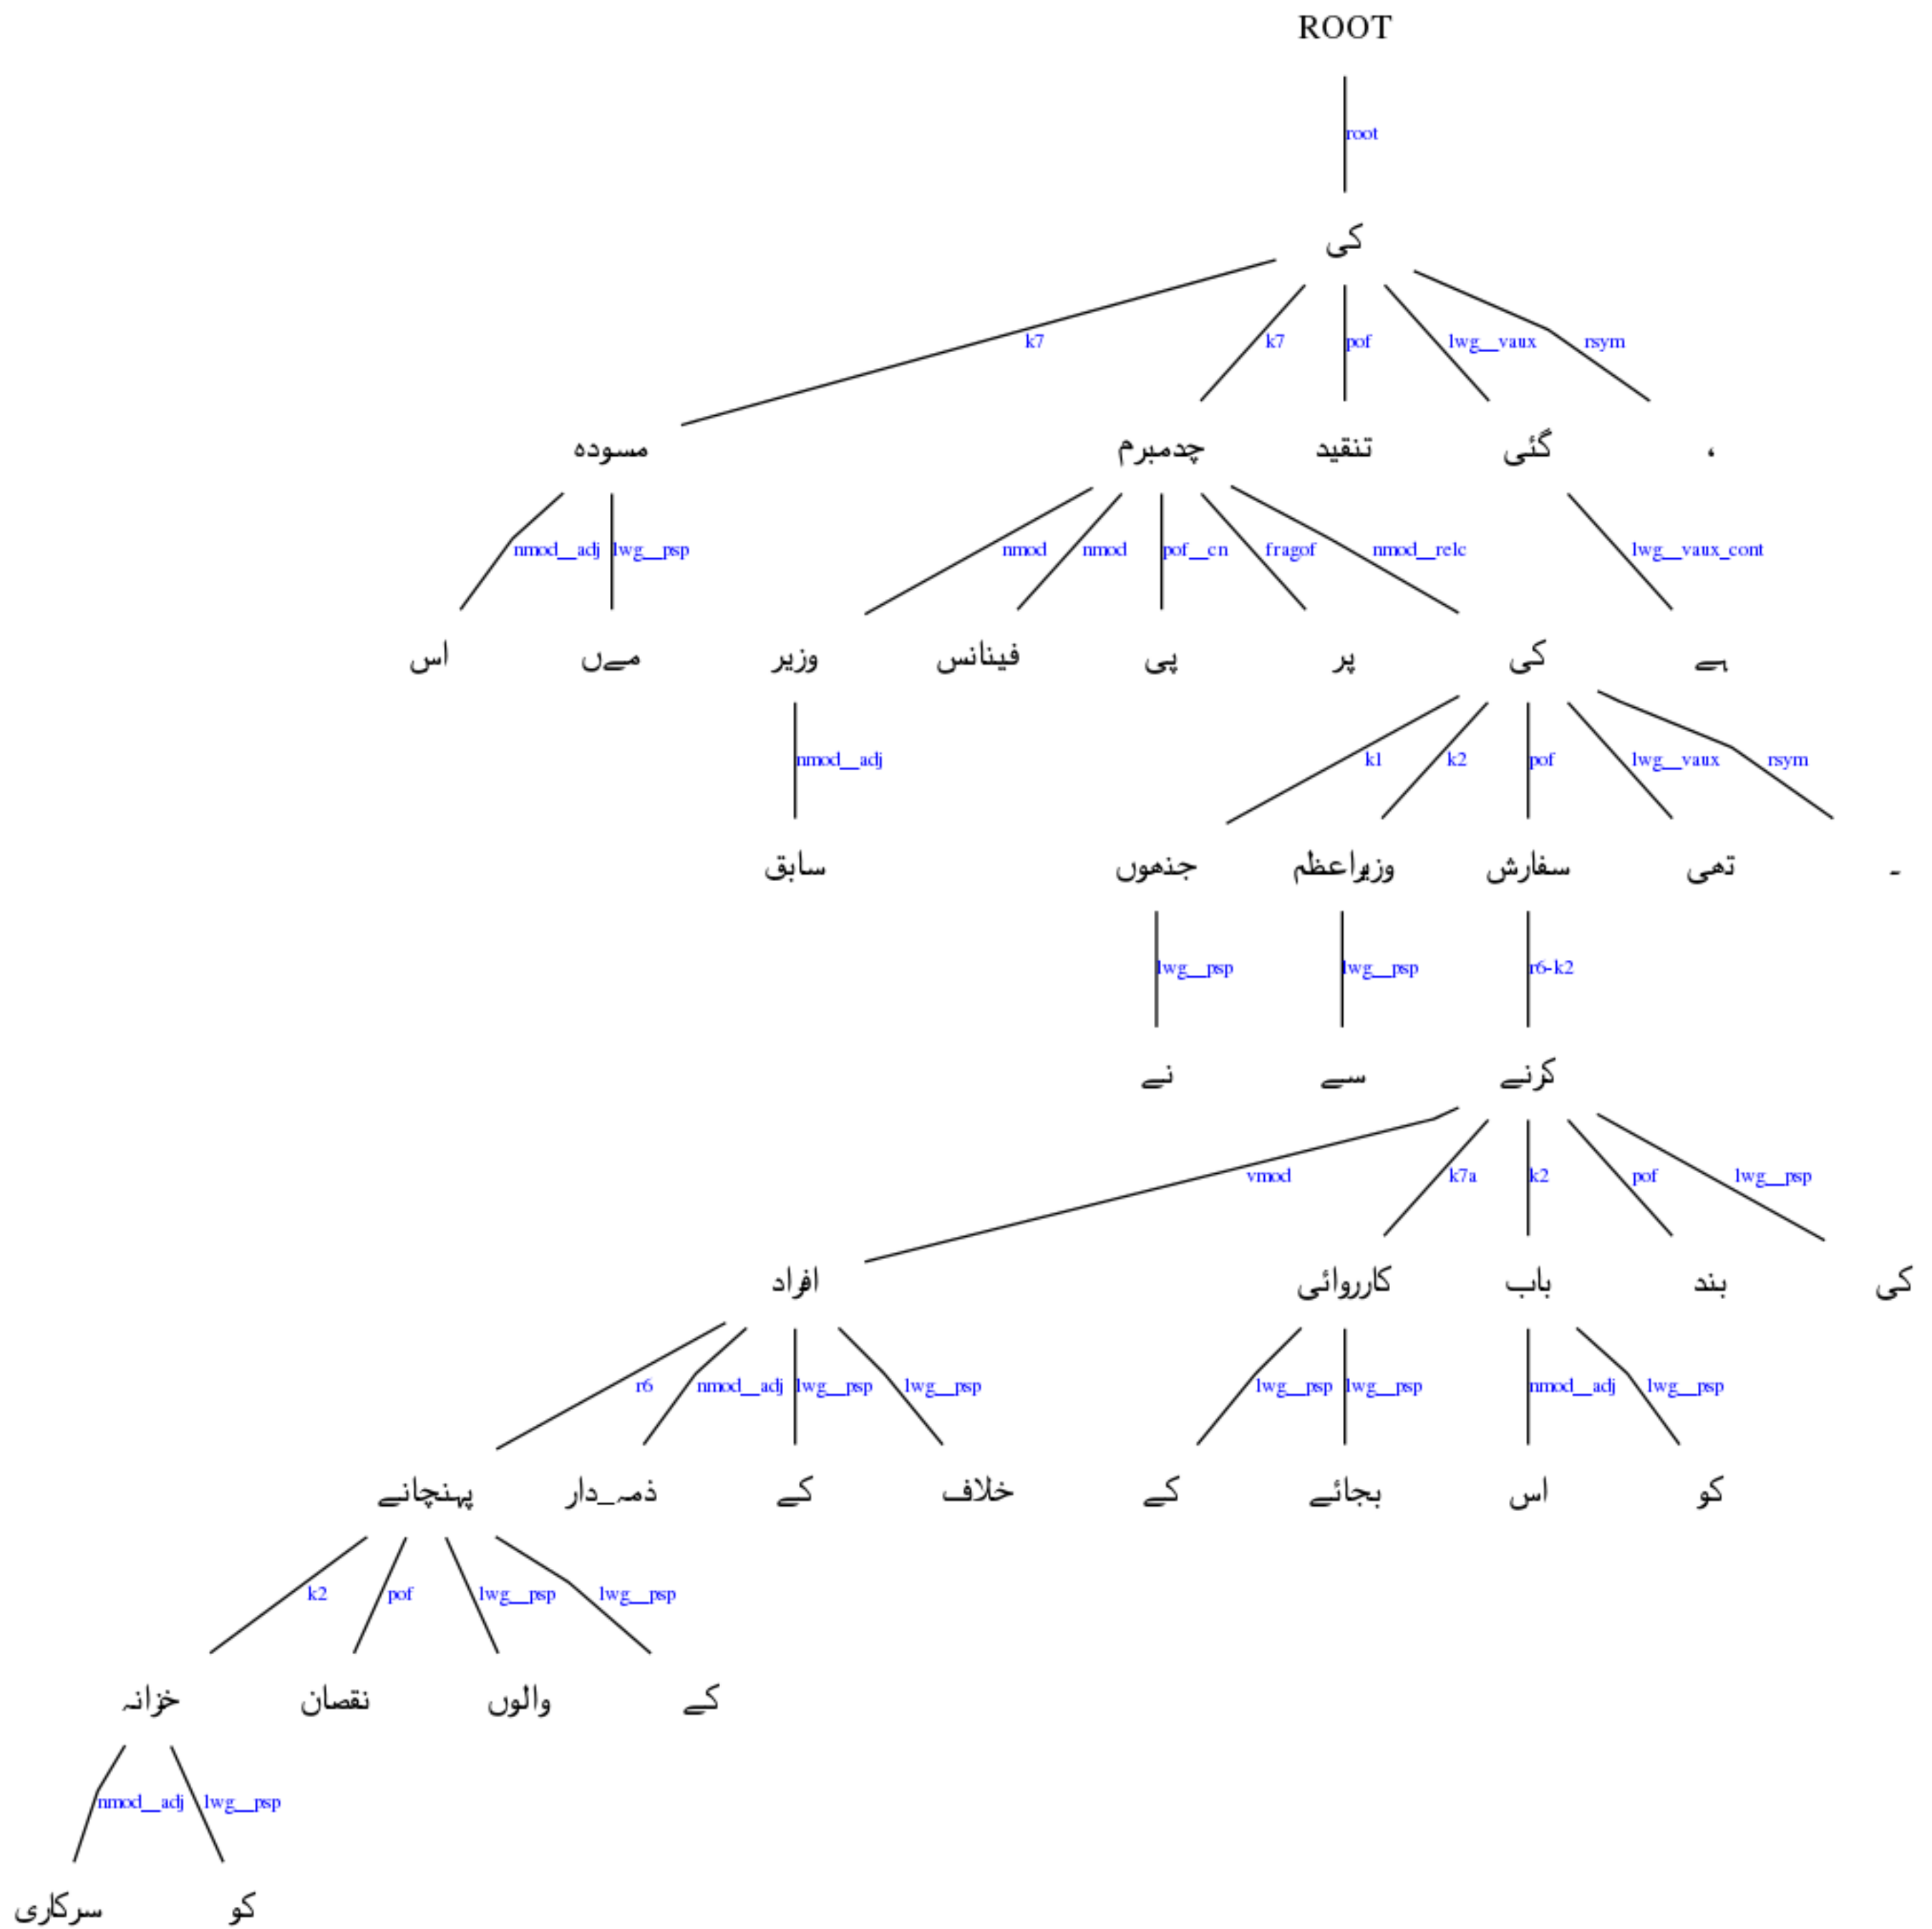 ROOT
root
کی
k7 k7 pof lwg__vaux rsym
مسودہ چدمبرم تنقید گئی ،
nmod__adj lwg__psp nmod nmod pof__cn fragof nmod__relc lwg__vaux_cont
اس مےں وزیر فینانس پی پر کی ہے
nmod__adj k1 k2 pof lwg__vaux rsym
سابق جنھوں وزیراعظم سفارش تھی ۔
lwg__psp lwg__psp r6-k2
نے سے کرنے
vmod k7a k2 pof lwg__psp
افراد کارروائی باب بند کی
r6 nmod__adj lwg__psp lwg__psp lwg__psp lwg__psp nmod__adj lwg__psp
پہنچانے ذمہ_دار کے خلاف کے بجائے اس کو
k2 pof lwg__psp lwg__psp
خزانہ نقصان والوں کے
nmod__adj lwg__psp
سرکاری کو